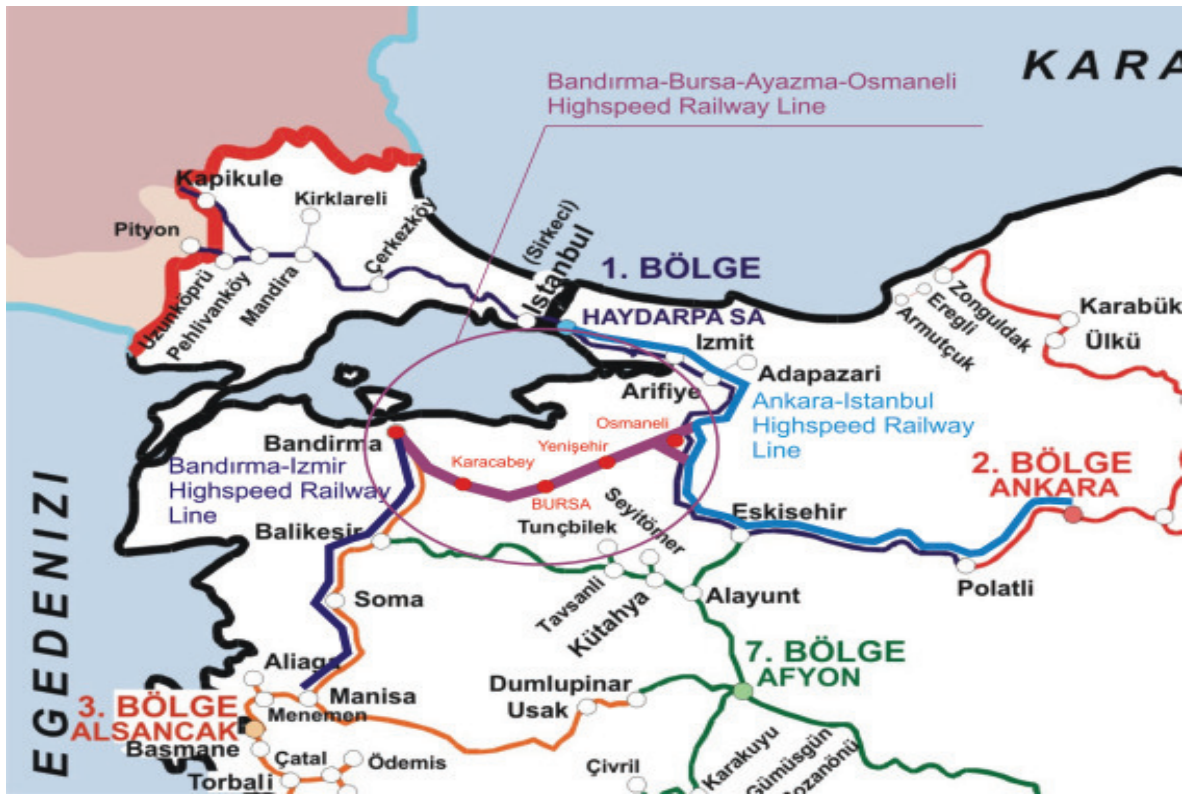 KARA
Bandırma-Bursa-Ayazma-Osmaneli
Highspeed Railway Line
Kapikule
Kirklareli
Pityon
Çerkezköy
(Sirkeci)
Istanbul
1. BÖLGE
HAYDARPA SA
Uzunköprü
Pehlivanköy
Mandira
Izmit
Arifiye
Adapazari
Zonguldak
Eregli
Armutçuk
Karabük
Ülkü
Ankara-Istanbul
Highspeed Railway
Line
Osmaneli
Yenişehir
Karacabey
BURSA
Bandirma
Bandırma-Izmir
Highspeed Railway
Line
2. BÖLGE
ANKARA
Balikesir
Tunçbilek
Seyitömer
Eskisehir
Polatli
Tavsanli
Kütahya
Alayunt
Soma
EGEDENIZI
Aliaga
Manisa
Menemen
3. BÖLGE
ALSANCAK
Basmane
Çatal
Ödemis
Torbali
Dumlupinar
Usak
7. BÖLGE
AFYON
Çivril
Karakuyu
Gümüsgün
Bozanönü